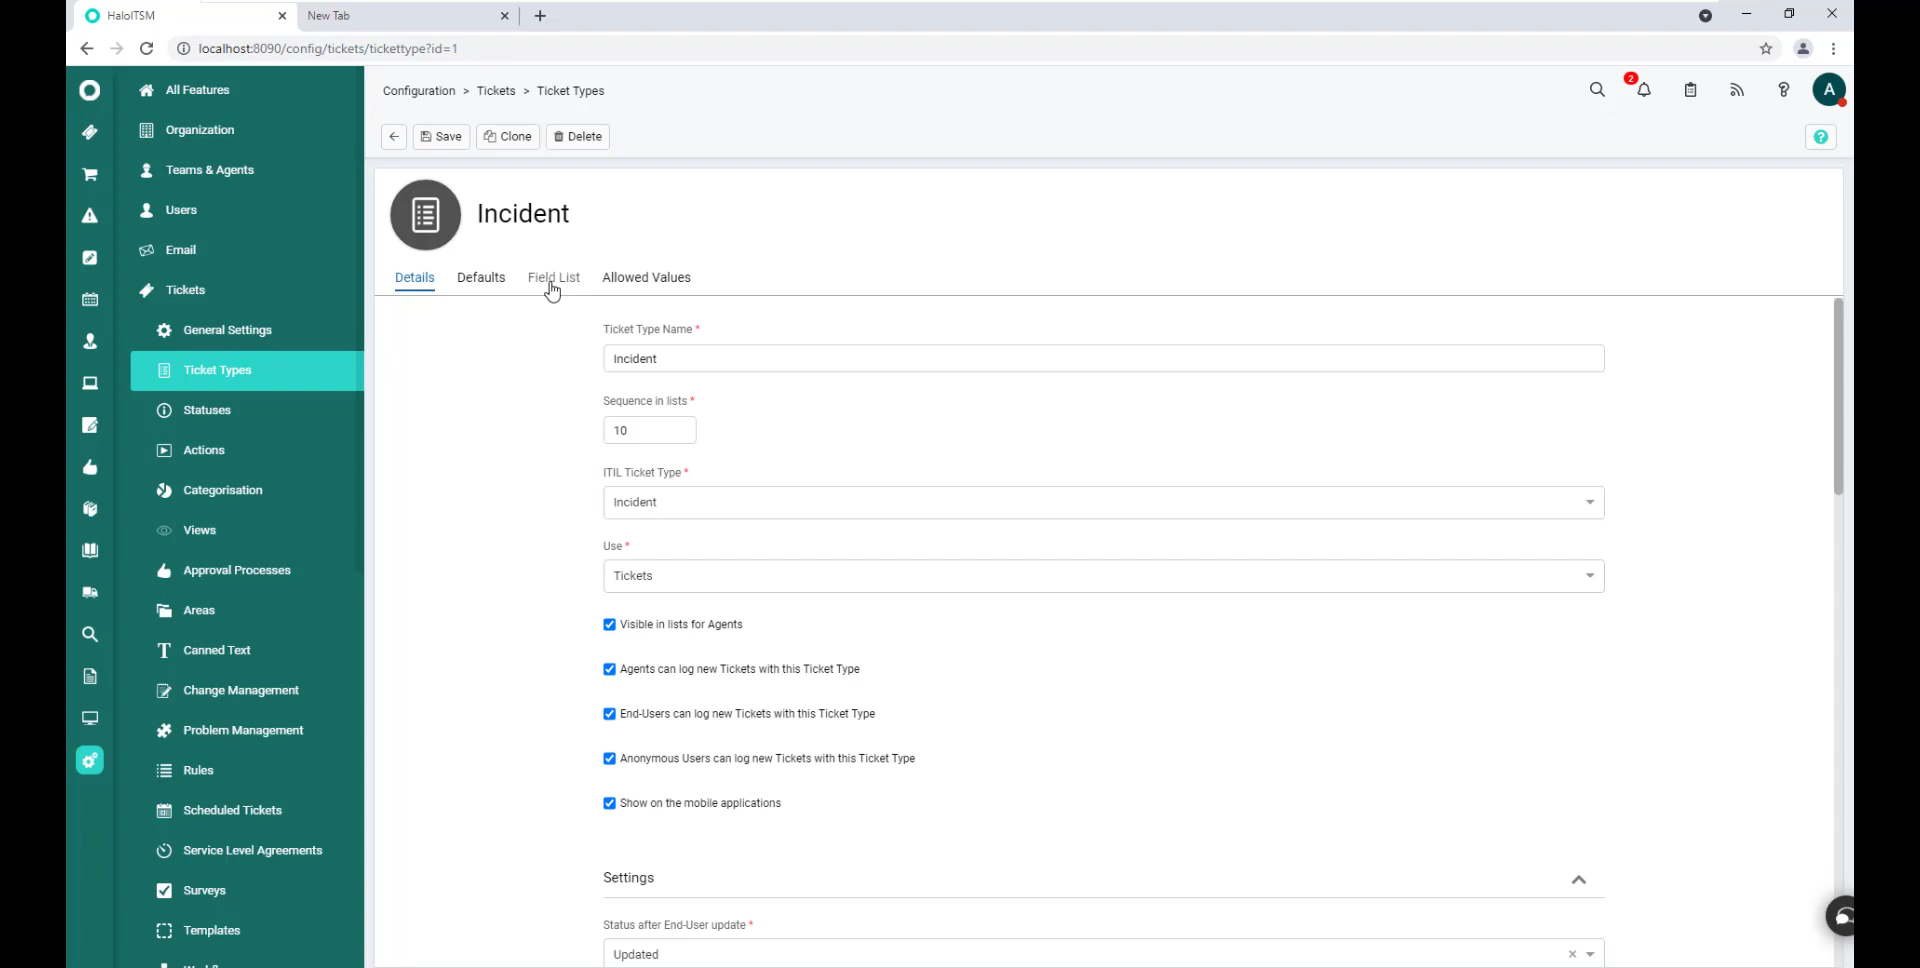 HaloITSM
New Tab
localhost:8090/config/tickets/tickettype?id=1
All Features
Organization
Teams & Agents
Users
Email
Tickets
General Settings
Ticket Types
Statuses
Actions
Categorisation
Views
Approval Processes
Areas
Canned Text
Change Management
Problem Management
Rules
Scheduled Tickets
Service Level Agreements
Surveys
Templates
Configuration > Tickets > Ticket Types
2
A
Save Clone Delete
Incident
Details Defaults Field List Allowed Values
Ticket Type Name *
Incident
Sequence in lists *
10
ITIL Ticket Type *
Incident
Use *
Tickets
Visible in lists for Agents
Agents can log new Tickets with this Ticket Type
End-Users can log new Tickets with this Ticket Type
Anonymous Users can log new Tickets with this Ticket Type
Show on the mobile applications
Settings
Status after End-User update *
Updated